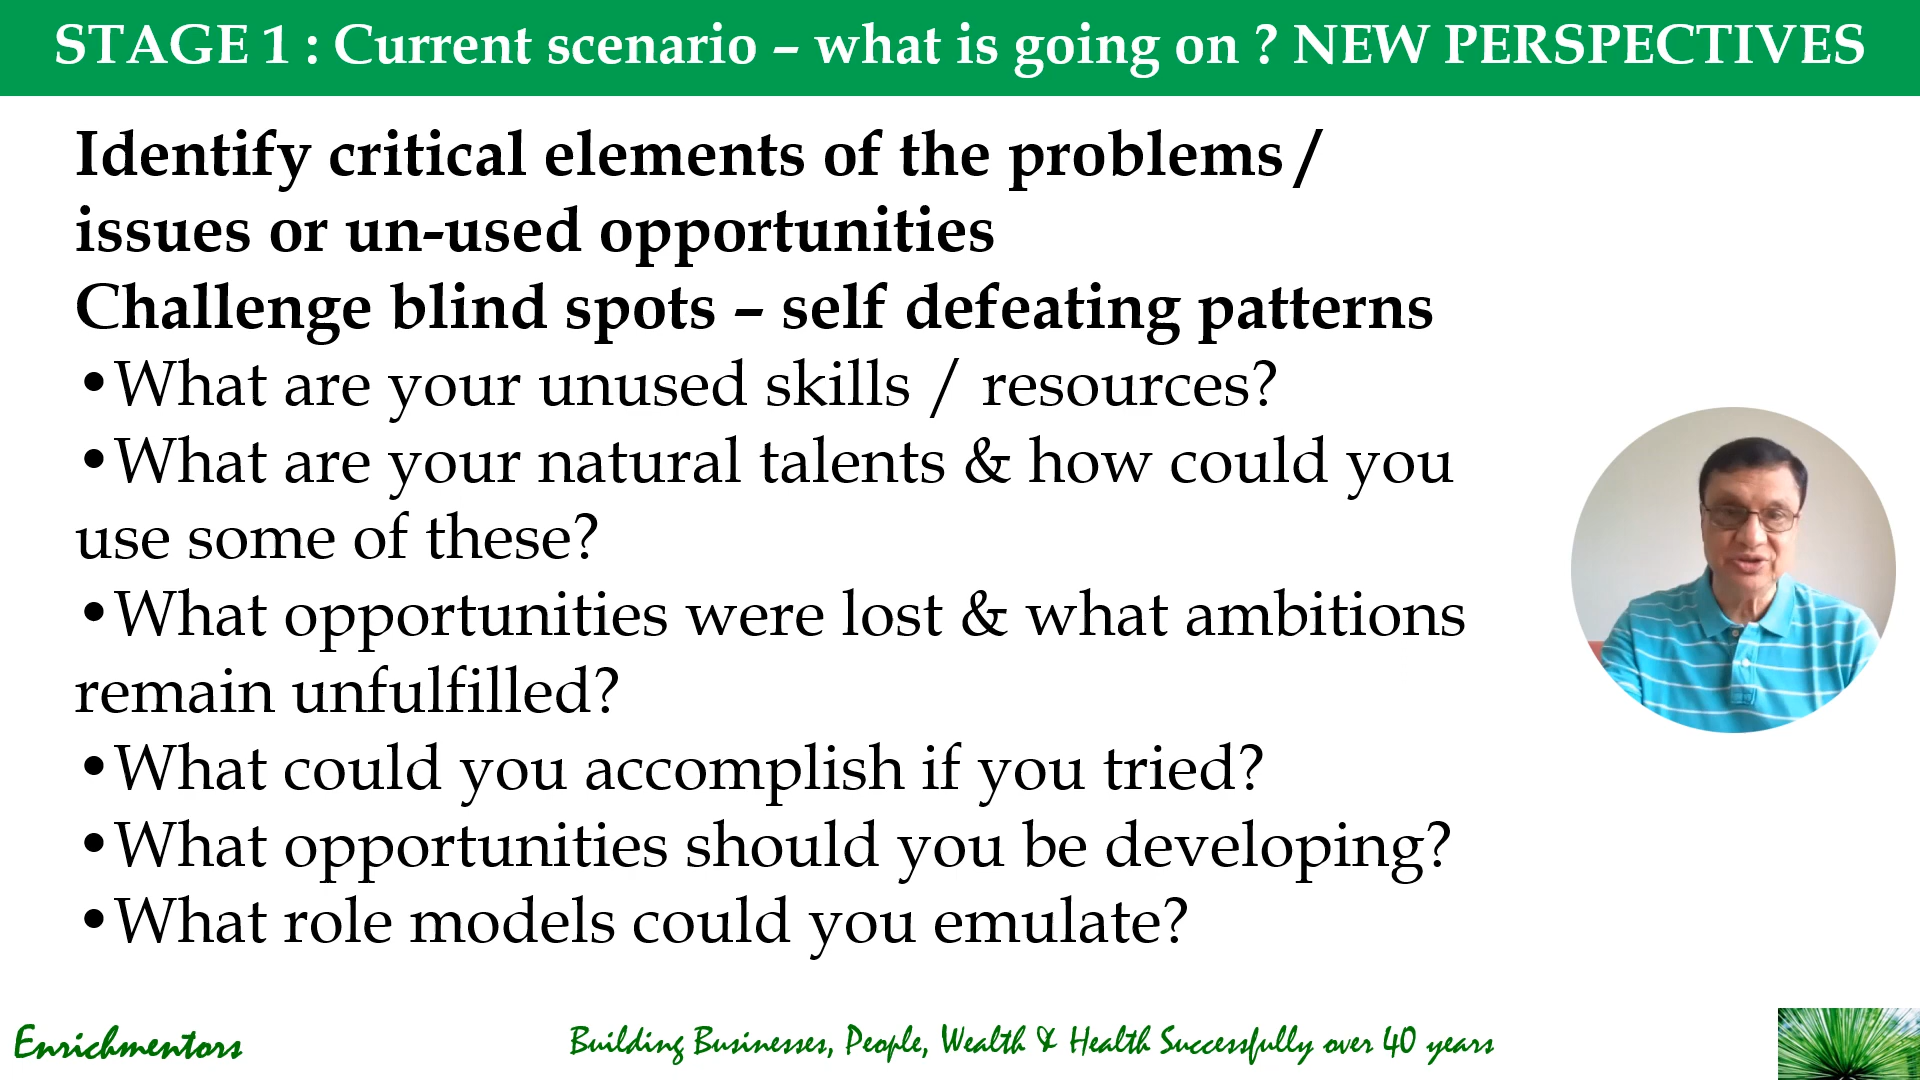 STAGE 1 : Current scenario – what is going on ? NEW PERSPECTIVES
Identify critical elements of the problems /
issues or un-used opportunities
Challenge blind spots – self defeating patterns
•What are your unused skills / resources?
•What are your natural talents & how could you
use some of these?
•What opportunities were lost & what ambitions
remain unfulfilled?
•What could you accomplish if you tried?
•What opportunities should you be developing?
•What role models could you emulate?
Enrichmentors
Building Businesses, People, Wealth & Health Successfully over 40 years